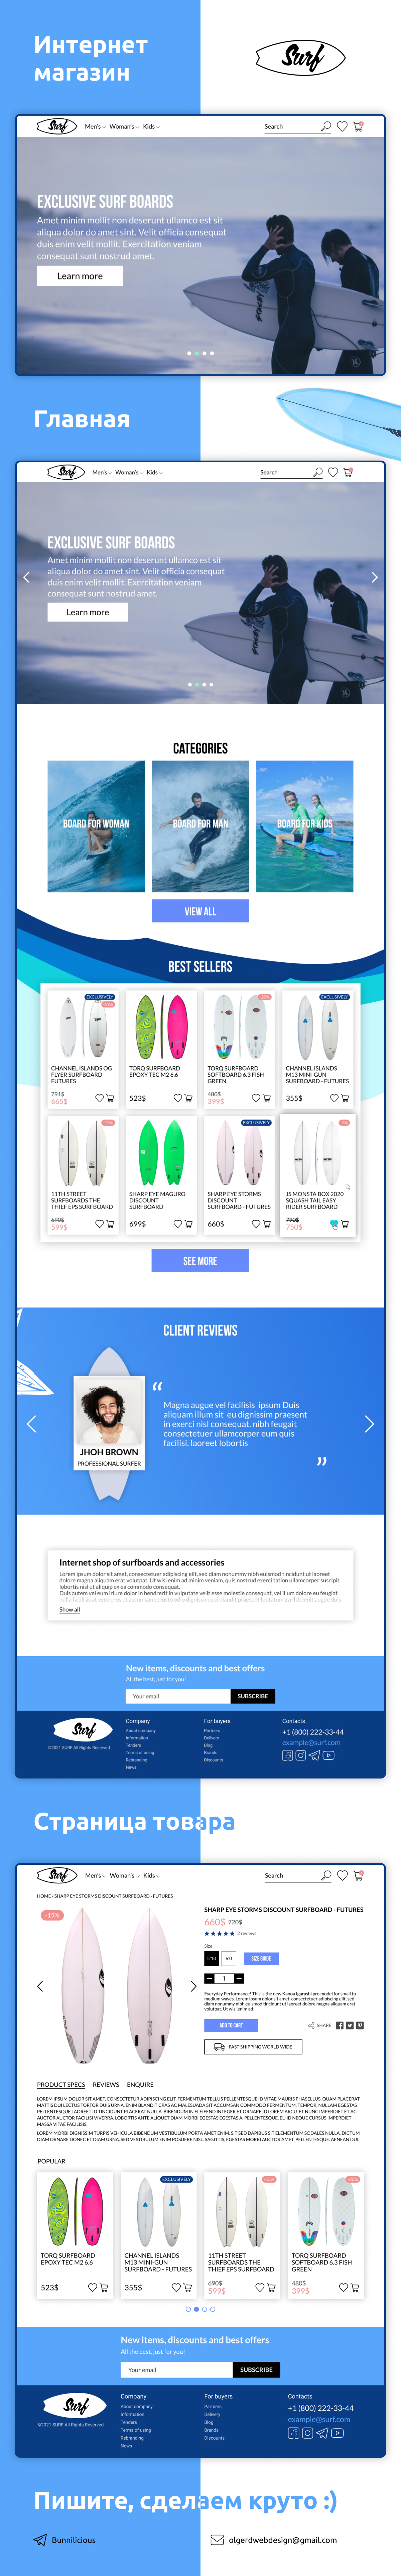 Интернет
магазин
Surf
Surf
Men's Woman's Kids
Search
EXCLUSIVE SURF BOARDS
Amet minim mollit non deserunt ullamco est sit
aliqua dolor do amet sint. Velit officia consequat
duis enim velit mollit. Exercitation veniam
consequat sunt nostrud amet.
Learn more
Главная
Surf
Men's Woman's Kids
Search
EXCLUSIVE SURF BOARDS
Amet minim mollit non deserunt ullamco est sit
aliqua dolor do amet sint. Velit officia consequat
duis enim velit mollit. Exercitation veniam
consequat sunt nostrud amet.
Learn more
CATEGORIES
BOARD FOR WOMAN
BOARD FOR MAN
BOARD FOR KIDS
VIEW ALL
BEST SELLERS
EXCLUSIVELY
CHANNEL ISLANDS OG
FLYER SURFBOARD -
FUTURES
791$
665$
TORQ SURFBOARD
EPOXY TEC M2 6.6
523$
TORQ SURFBOARD
SOFTBOARD 6.3 FISH
GREEN
480$
399$
EXCLUSIVELY
CHANNEL ISLANDS
M13 MINI-GUN
SURFBOARD - FUTURES
355$
11TH STREET
SURFBOARDS THE
THIEF EPS SURFBOARD
690$
599$
SHARP EYE MAGURO
DISCOUNT
SURFBOARD
699$
EXCLUSIVELY
SHARP EYE STORMS
DISCOUNT
SURFBOARD - FUTURES
660$
JS MONSTA BOX 2020
SQUASH TAIL EASY
RIDER SURFBOARD
790$
750$
SEE MORE
CLIENT REVIEWS
“
Magna augue vel facilisis ipsum Duis
aliquam illum sit eu dignissim praesent
in exerci nisl consequat. nibh feugait
consectetuer ullamcorper eum quis
facilisi. laoreet lobortis
”
JHOH BROWN
PROFESSIONAL SURFER
Internet shop of surfboards and accessories
Lorem ipsum dolor sit amet, consectetuer adipiscing elit, sed diam nonummy nibh euismod tincidunt ut laoreet
dolore magna aliquam erat volutpat. Ut wisi enim ad minim veniam, quis nostrud exerci tation ullamcorper suscipit
lobortis nisl ut aliquip ex ea commodo consequat.
Duis autem vel eum iriure dolor in hendrerit in vulputate velit esse molestie consequat, vel illum dolore eu feugiat
nulla facilisis at vero eros et accumsan et iusto odio dignissim qui blandit praesent luptatum zzril delenit augue duis
Show all
New items, discounts and best offers
All the best, just for you!
Your email
SUBSCRIBE
Surf
©2021 SURF All Rights Reserved
Company
About company
Information
Tenders
Terms of using
Rebranding
News
For buyers
Partners
Delivery
Blog
Brands
Discounts
Contacts
+1 (800) 222-33-44
example@surf.com
Страница товара
Surf
Men's Woman's Kids
Search
HOME / SHARP EYE STORMS DISCOUNT SURFBOARD - FUTURES
-15%
SHARP EYE STORMS DISCOUNT SURFBOARD - FUTURES
660$ 720$
2 reviews
Size
5'10
6'0
SIZE GUIDE
1
Everyday Performance! This is the new Kanoa Igarashi pro model for small to
medium waves. Lorem ipsum dolor sit amet, consectetuer adipiscing elit, sed
diam nonummy nibh euismod tincidunt ut laoreet dolore magna aliquam erat
volutpat. Ut wisi enim ad
ADD TO CART
SHARE
FAST SHIPPING WORLD WIDE
PRODUCT SPECS REVIEWS ENQUIRE
LOREM IPSUM DOLOR SIT AMET, CONSECTETUR ADIPISCING ELIT. FERMENTUM TELLUS PELLENTESQUE ID VITAE MAURIS PHASELLUS. QUAM PLACERAT
MATTIS DUI LECTUS TORTOR DUIS URNA. ENIM BLANDIT CRAS AC MALESUADA SIT ACCUMSAN COMMODO FERMENTUM. TEMPOR, NULLAM EGESTAS
PELLENTESQUE LAOREET ID TINCIDUNT PLACERAT NULLA. BIBENDUM IN ELEIFEND INTEGER ET ORNARE ID LOREM ARCU. ET NUNC IMPERDIET ET AC
AUCTOR AUCTOR FACILISI VIVERRA. LOBORTIS ANTE ALIQUET DIAM MORBI EGESTAS EGESTAS A. PELLENTESQUE. EU ID NEQUE CURSUS IMPERDIET
MASSA VITAE FACILISIS.
LOREM MORBI DIGNISSIM TURPIS VEHICULA BIBENDUM VESTIBULUM PORTA AMET ENIM. SIT SED DAPIBUS SIT ELEMENTUM SODALES NULLA. DICTUM
DIAM ORNARE DONEC ET DIAM URNA, SED VESTIBULUM ENIM POSUERE NISL. SAGITTIS, EGESTAS MORBI AUCTOR AMET, PELLENTESQUE. AENEAN DUI.
POPULAR
TORQ SURFBOARD
EPOXY TEC M2 6.6
523$
EXCLUSIVELY
CHANNEL ISLANDS
M13 MINI-GUN
SURFBOARD - FUTURES
355$
11TH STREET
SURFBOARDS THE
THIEF EPS SURFBOARD
690$
599$
TORQ SURFBOARD
SOFTBOARD 6.3 FISH
GREEN
480$
399$
New items, discounts and best offers
All the best, just for you!
Your email
SUBSCRIBE
Surf
©2021 SURF All Rights Reserved
Company
About company
Information
Tenders
Terms of using
Rebranding
News
For buyers
Partners
Delivery
Blog
Brands
Discounts
Contacts
+1 (800) 222-33-44
example@surf.com
Пишите, сделаем круто :)
Bunnilicious
olgerdwebdesign@gmail.com